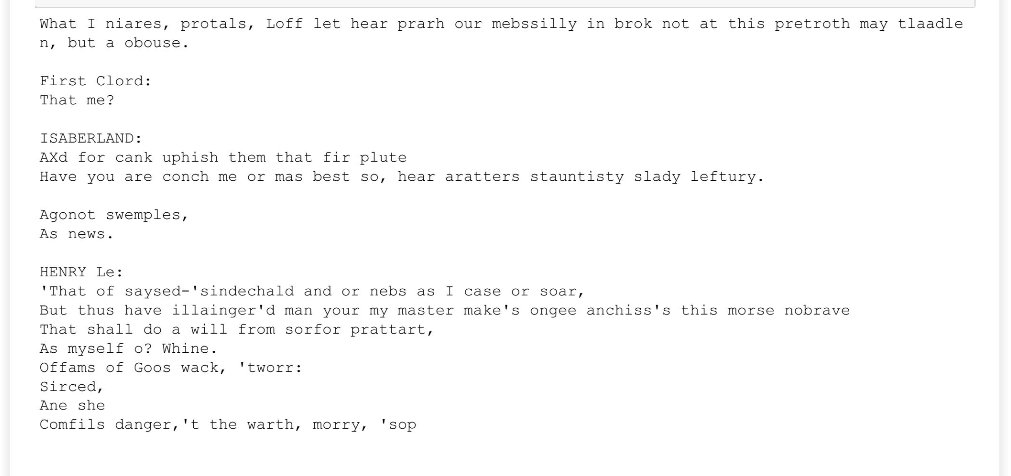 What I niares, protals, Loff let hear prarh our mebssilly in brok not at this pretroth may tlaadle
n, but a obouse.
First Clord:
That me?
ISABERLAND:
AXd for cank uphish them that fir plute
Have you are conch me or mas best so, hear aratters stauntisty slady leftury.
Agonot swemples,
As news.
HENRY Le:
'That of saysed-'sindechald and or nebs as I case or soar,
But thus have illainger'd man your my master make's ongee anchiss's this morse nobrave
That shall do a will from sorfor prattart,
As myself o? Whine.
Offams of Goos wack, 'tworr:
Sirced,
Ane she
Comfils danger,'t the warth, morry, 'sop